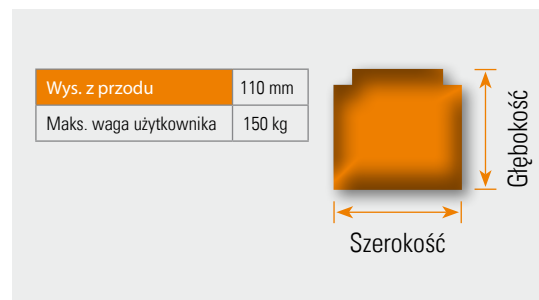 Wys. z przodu 110 mm
Maks. waga użytkownika 150 kg
Głębokość
Szerokość